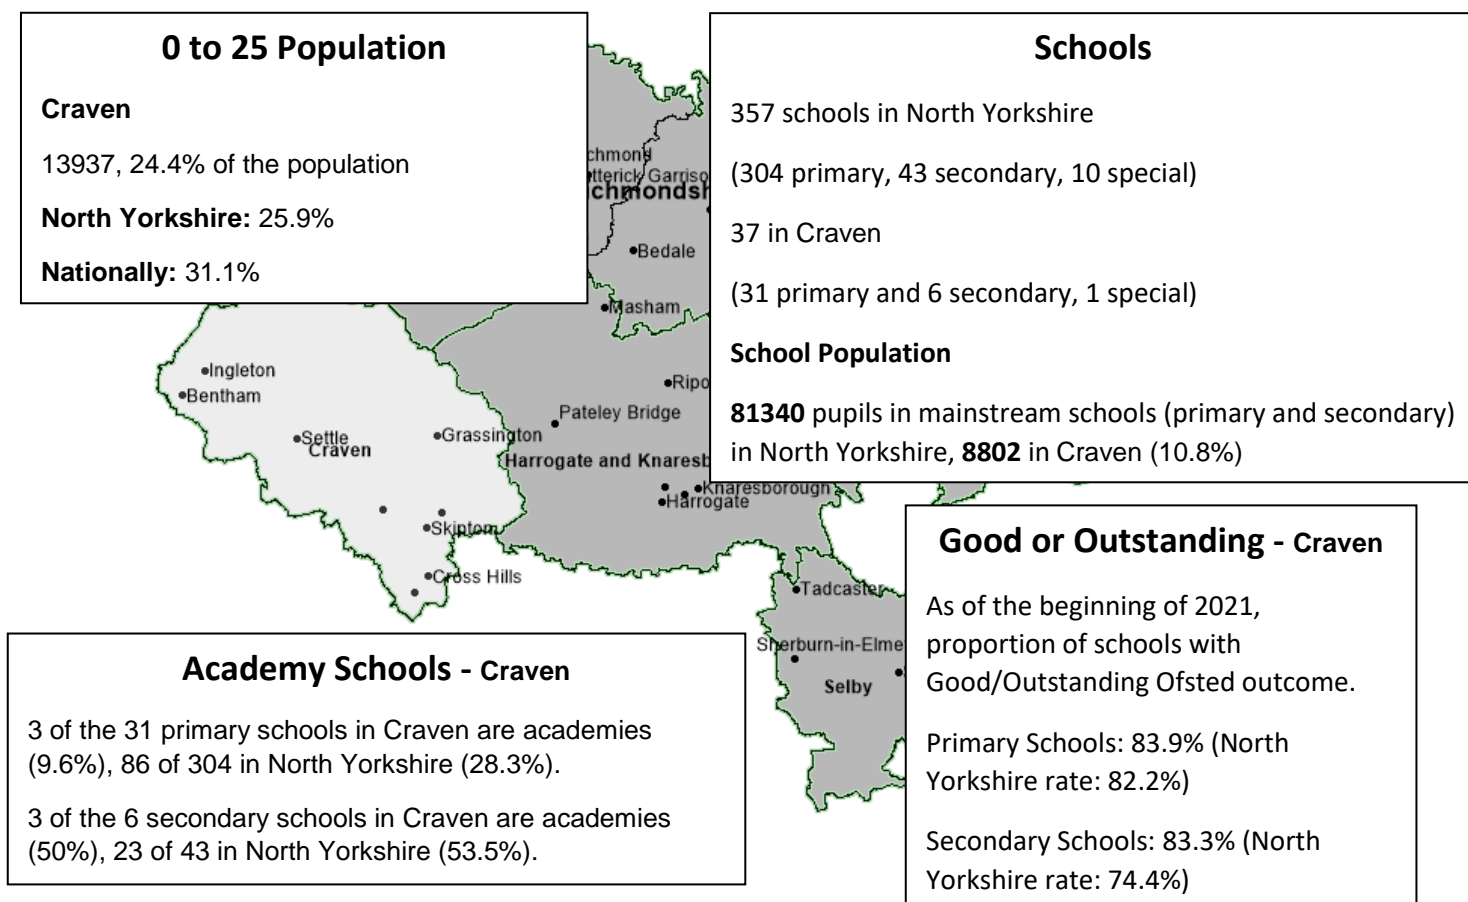 0 to 25 Population
Craven
13937, 24.4% of the population
North Yorkshire: 25.9%
Nationally: 31.1%
Schools
357 schools in North Yorkshire
(304 primary, 43 secondary, 10 special)
37 in Craven
(31 primary and 6 secondary, 1 special)
School Population
81340 pupils in mainstream schools (primary and secondary)
in North Yorkshire, 8802 in Craven (10.8%)
chmond
tterick Garriso
ichmondsh
Bedale
Masham
Ingleton
Bentham
Ripo
Pateley Bridge
Settle
Craven
Grassington
Harrogate and Knaresb
Knaresborough
Harrogate
Skipton
Cross Hills
Tadcaster
Sherburn-in-Elme
Selby
Good or Outstanding - Craven
As of the beginning of 2021,
proportion of schools with
Good/Outstanding Ofsted outcome.
Primary Schools: 83.9% (North
Yorkshire rate: 82.2%)
Secondary Schools: 83.3% (North
Yorkshire rate: 74.4%)
Academy Schools - Craven
3 of the 31 primary schools in Craven are academies
(9.6%), 86 of 304 in North Yorkshire (28.3%).
3 of the 6 secondary schools in Craven are academies
(50%), 23 of 43 in North Yorkshire (53.5%).